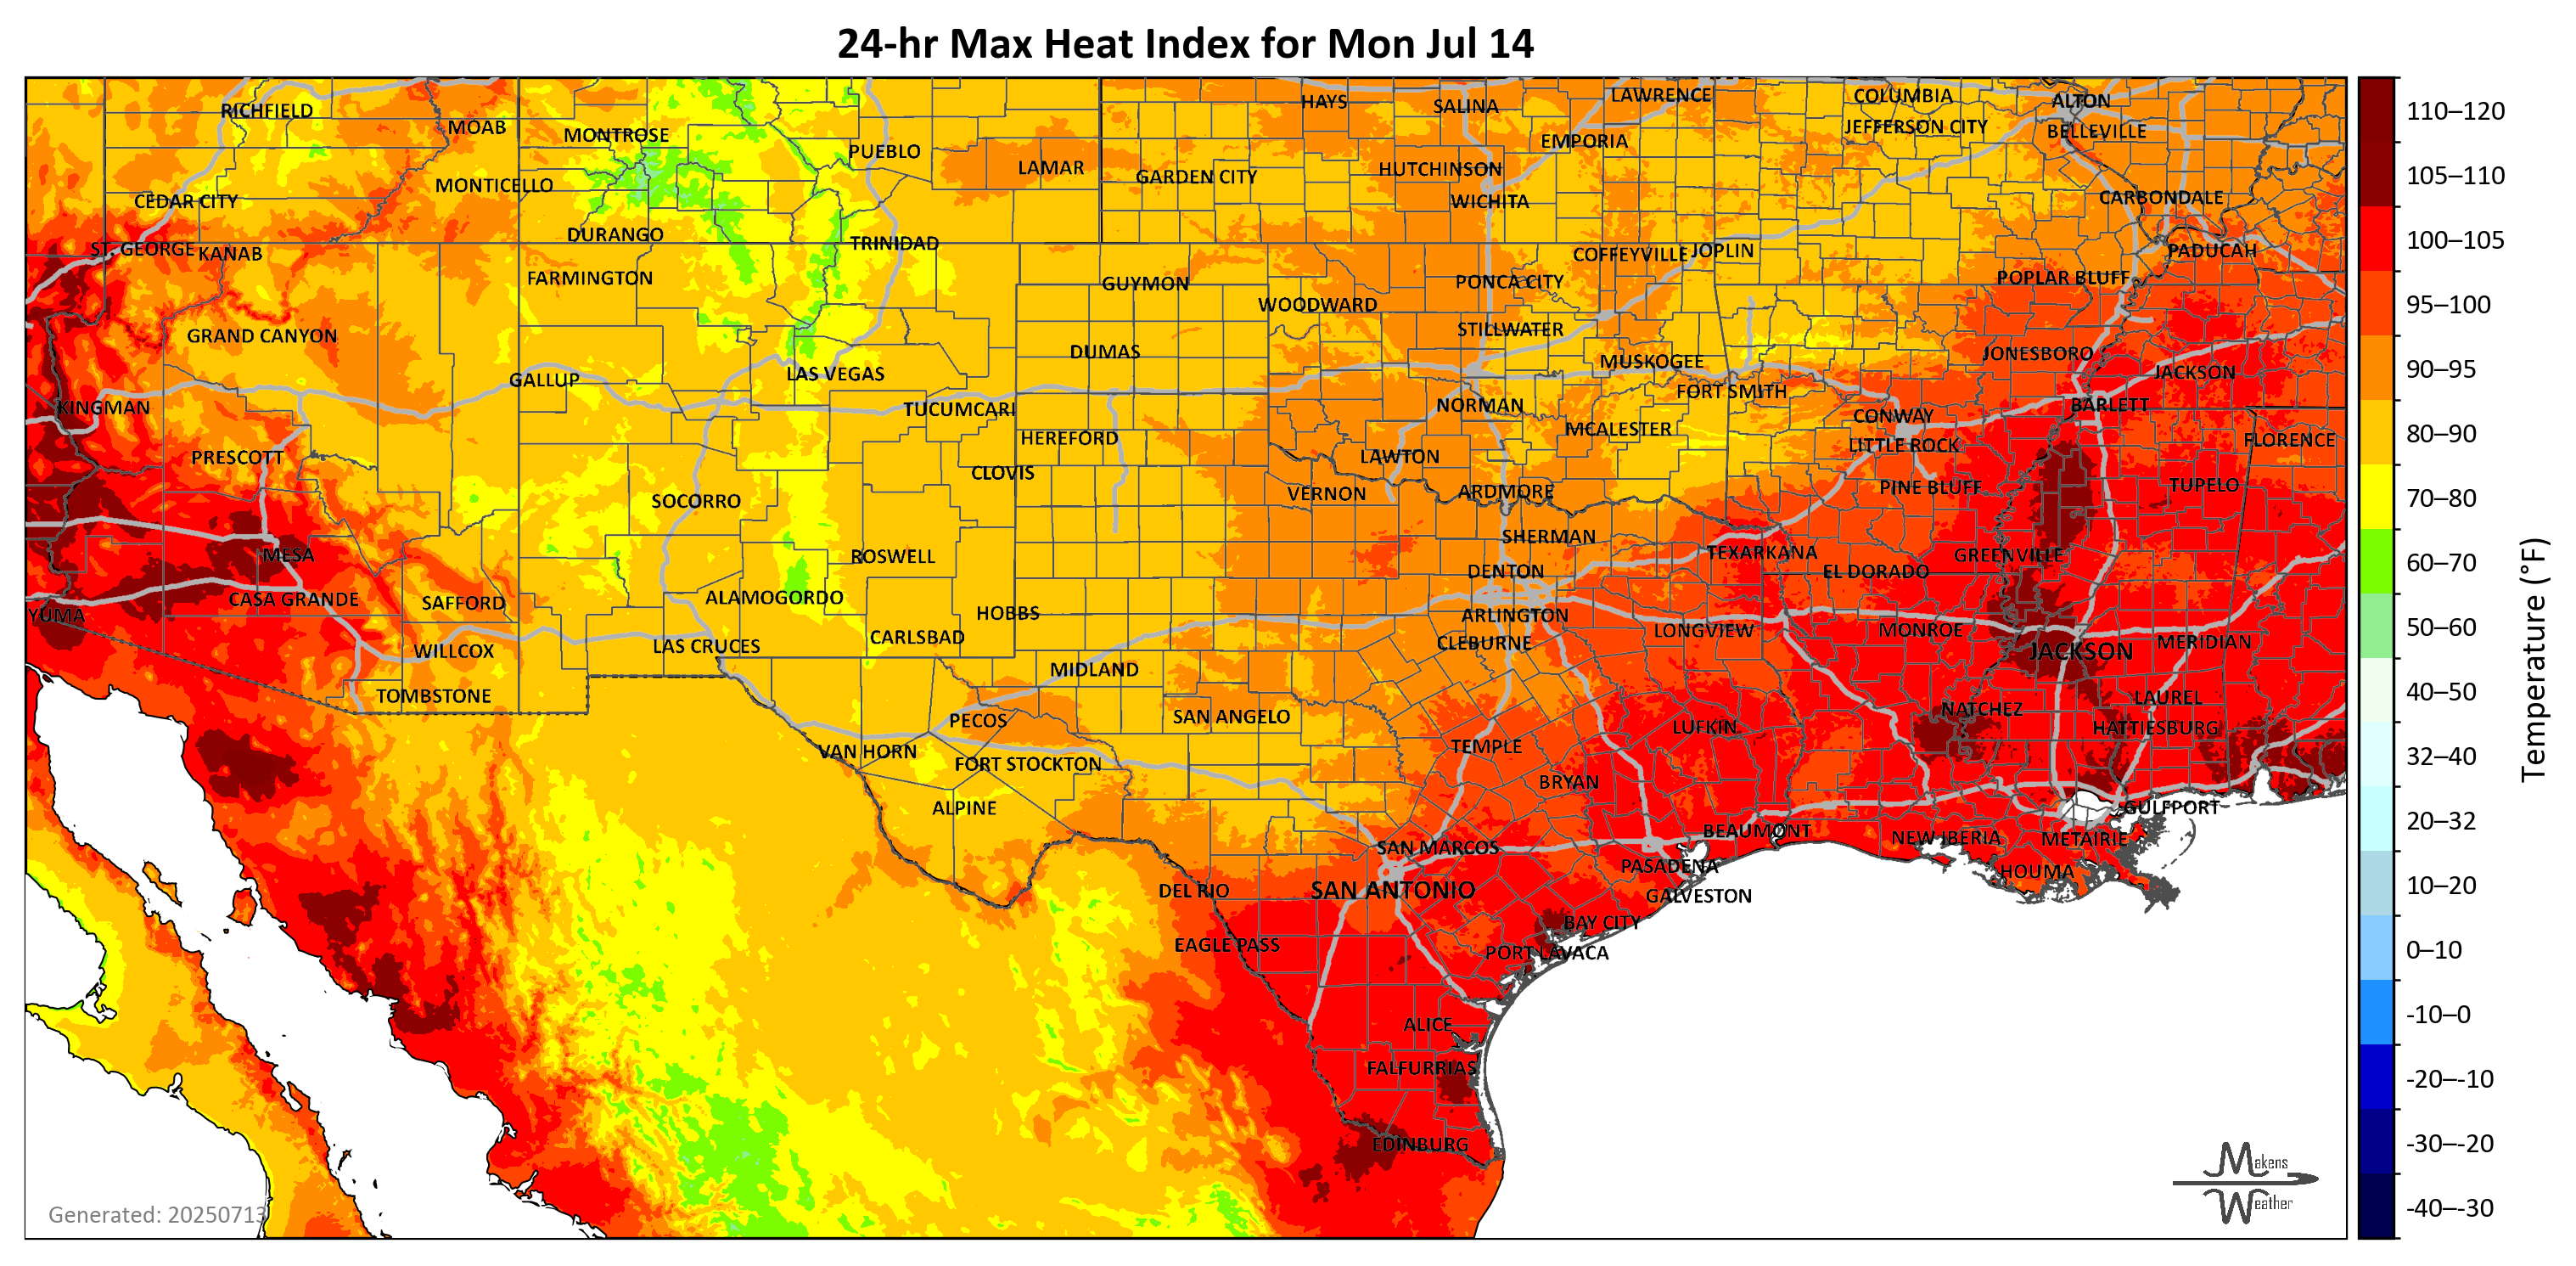 24-hr Max Heat Index for Mon Jul 14
RICHFIELD
MOAB
MONTROSE
PUEBLO
LAMAR
HAYS
SALINA
LAWRENCE
COLUMBIA
ALTON
JEFFERSON CITY
BELLEVILLE
EMPORIA
GARDEN CITY
HUTCHINSON
WICHITA
CARBONDALE
MONTICELLO
CEDAR CITY
DURANGO
TRINIDAD
ST. GEORGE
KANAB
FARMINGTON
GUYMON
WOODWARD
PONCA CITY
COFFEYVILLE
JOPLIN
POPLAR BLUFF
PADUCAH
GRAND CANYON
STILLWATER
DUMAS
MUSKOGEE
JONESBORO
GALLUP
LAS VEGAS
FORT SMITH
JACKSON
KINGMAN
TUCUMCARI
NORMAN
CONWAY
BARLETT
PRESCOTT
HEREFORD
MCALESTER
LITTLE ROCK
FLORENCE
CLOVIS
LAWTON
PINE BLUFF
TUPELO
SOCORRO
VERNON
ARDMORE
MESA
ROSWELL
SHERMAN
TEXARKANA
GREENVILLE
DENTON
EL DORADO
CASA GRANDE
SAFFORD
ALAMOGORDO
HOBBS
ARLINGTON
YUMA
WILLCOX
LAS CRUCES
CARLSBAD
CLEBURNE
LONGVIEW
MONROE
JACKSON
MERIDIAN
MIDLAND
TOMBSTONE
PECOS
SAN ANGELO
NATCHEZ
LAUREL
LUFKIN
HATTIESBURG
VAN HORN
FORT STOCKTON
TEMPLE
BRYAN
ALPINE
GULFPORT
SAN MARCOS
BEAUMONT
NEW IBERIA
METAIRIE
PASADENA
HOUMA
DEL RIO
SAN ANTONIO
GALVESTON
BAY CITY
EAGLE PASS
PORT LAVACA
ALICE
FALFURRIAS
EDINBURG
Generated: 20250713
Makens
Weather
110–120
105–110
100–105
95–100
90–95
80–90
70–80
60–70
50–60
40–50
32–40
20–32
10–20
0–10
-10–0
-20–-10
-30–-20
-40–-30
Temperature (°F)